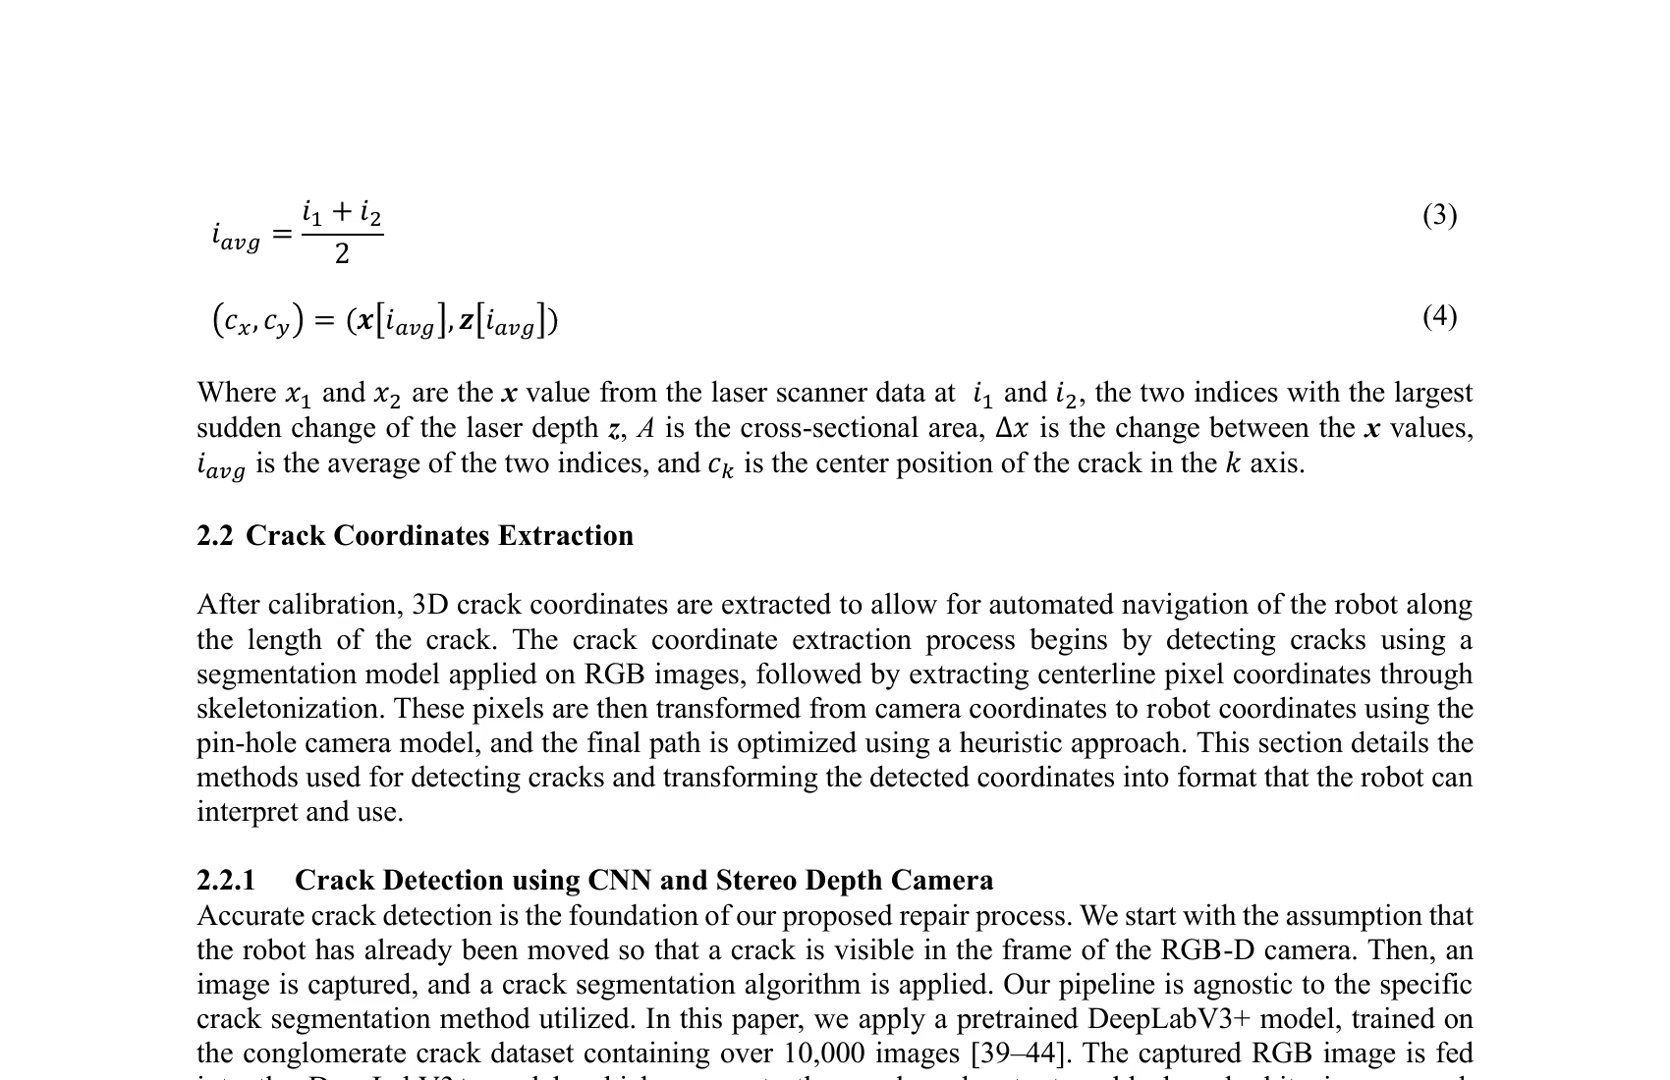 i₁ + i₂ (3)
i_avg = 
2
(c_x, c_y) = (x[i_avg], z[i_avg]) (4)
Where x₁ and x₂ are the x value from the laser scanner data at i₁ and i₂, the two indices with the largest
sudden change of the laser depth z, A is the cross-sectional area, Δx is the change between the x values,
i_avg is the average of the two indices, and c_k is the center position of the crack in the k axis.
2.2 Crack Coordinates Extraction
After calibration, 3D crack coordinates are extracted to allow for automated navigation of the robot along
the length of the crack. The crack coordinate extraction process begins by detecting cracks using a
segmentation model applied on RGB images, followed by extracting centerline pixel coordinates through
skeletonization. These pixels are then transformed from camera coordinates to robot coordinates using the
pin-hole camera model, and the final path is optimized using a heuristic approach. This section details the
methods used for detecting cracks and transforming the detected coordinates into format that the robot can
interpret and use.
2.2.1 Crack Detection using CNN and Stereo Depth Camera
Accurate crack detection is the foundation of our proposed repair process. We start with the assumption that
the robot has already been moved so that a crack is visible in the frame of the RGB-D camera. Then, an
image is captured, and a crack segmentation algorithm is applied. Our pipeline is agnostic to the specific
crack segmentation method utilized. In this paper, we apply a pretrained DeepLabV3+ model, trained on
the conglomerate crack dataset containing over 10,000 images [39–44]. The captured RGB image is fed